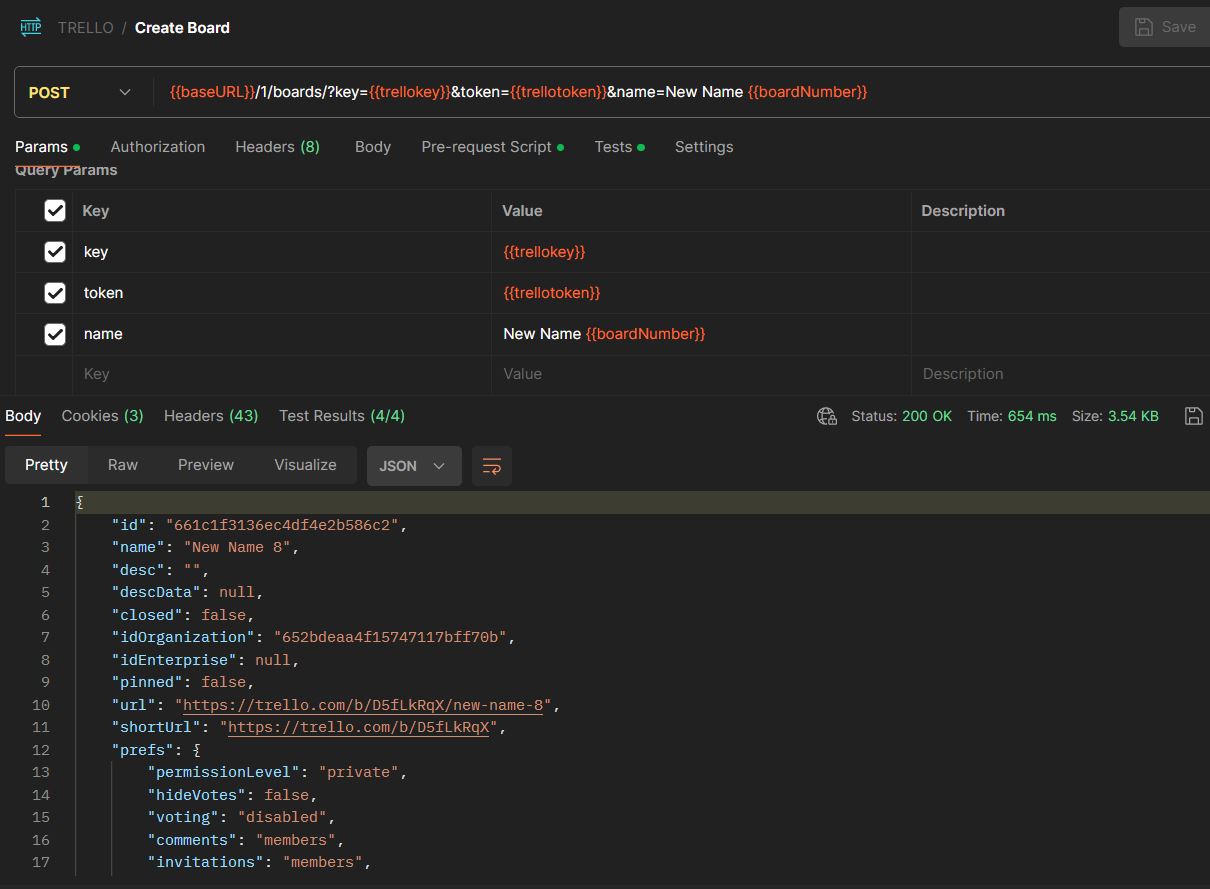 HTTP TRELLO / Create Board Save
POST {{baseURL}}/1/boards/?key={{trellokey}}&token={{trellotoken}}&name=New Name {{boardNumber}}
Params Authorization Headers (8) Body Pre-request Script Tests Settings
Query Params
Key Value Description
key {{trellokey}}
token {{trellotoken}}
name New Name {{boardNumber}}
Key Value Description
Body Cookies (3) Headers (43) Test Results (4/4) Status: 200 OK Time: 654 ms Size: 3.54 KB
Pretty Raw Preview Visualize JSON
1 {
2 "id": "661c1f3136ec4df4e2b586c2",
3 "name": "New Name 8",
4 "desc": "",
5 "descData": null,
6 "closed": false,
7 "idOrganization": "652bdeaa4f15747117bff70b",
8 "idEnterprise": null,
9 "pinned": false,
10 "url": "https://trello.com/b/D5fLkRqX/new-name-8",
11 "shortUrl": "https://trello.com/b/D5fLkRqX",
12 "prefs": {
13 "permissionLevel": "private",
14 "hideVotes": false,
15 "voting": "disabled",
16 "comments": "members",
17 "invitations": "members",